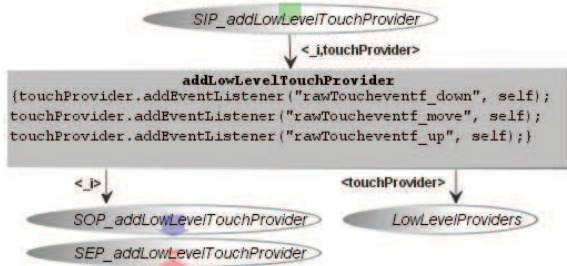 SIP_addLowLevelTouchProvider
<_i,touchProvider>
addLowLevelTouchProvider
{touchProvider.addEventListener("rawToucheventf_down", self);
touchProvider.addEventListener("rawToucheventf_move", self);
touchProvider.addEventListener("rawToucheventf_up", self);}
<_i> <touchProvider>
SOP_addLowLevelTouchProvider LowLevelProviders
SEP_addLowLevelTouchProvider